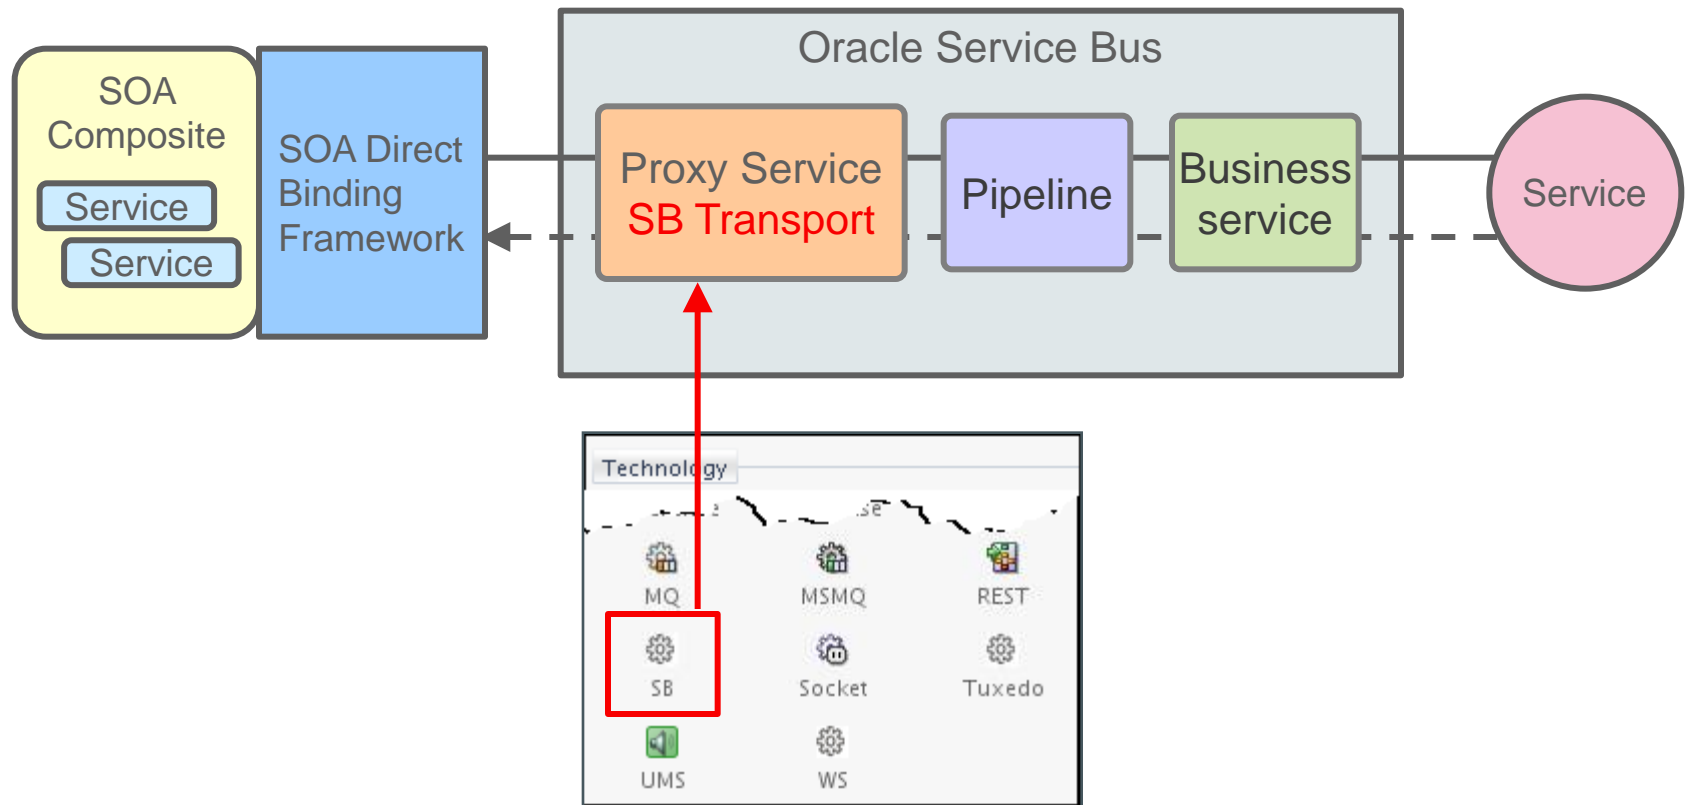 Oracle Service Bus
SOA
Composite
Service
Service
SOA Direct
Binding
Framework
Proxy Service
SB Transport
Pipeline
Business
service
Service
Technology
MQ
MSMQ
REST
SB
Socket
Tuxedo
UMS
WS